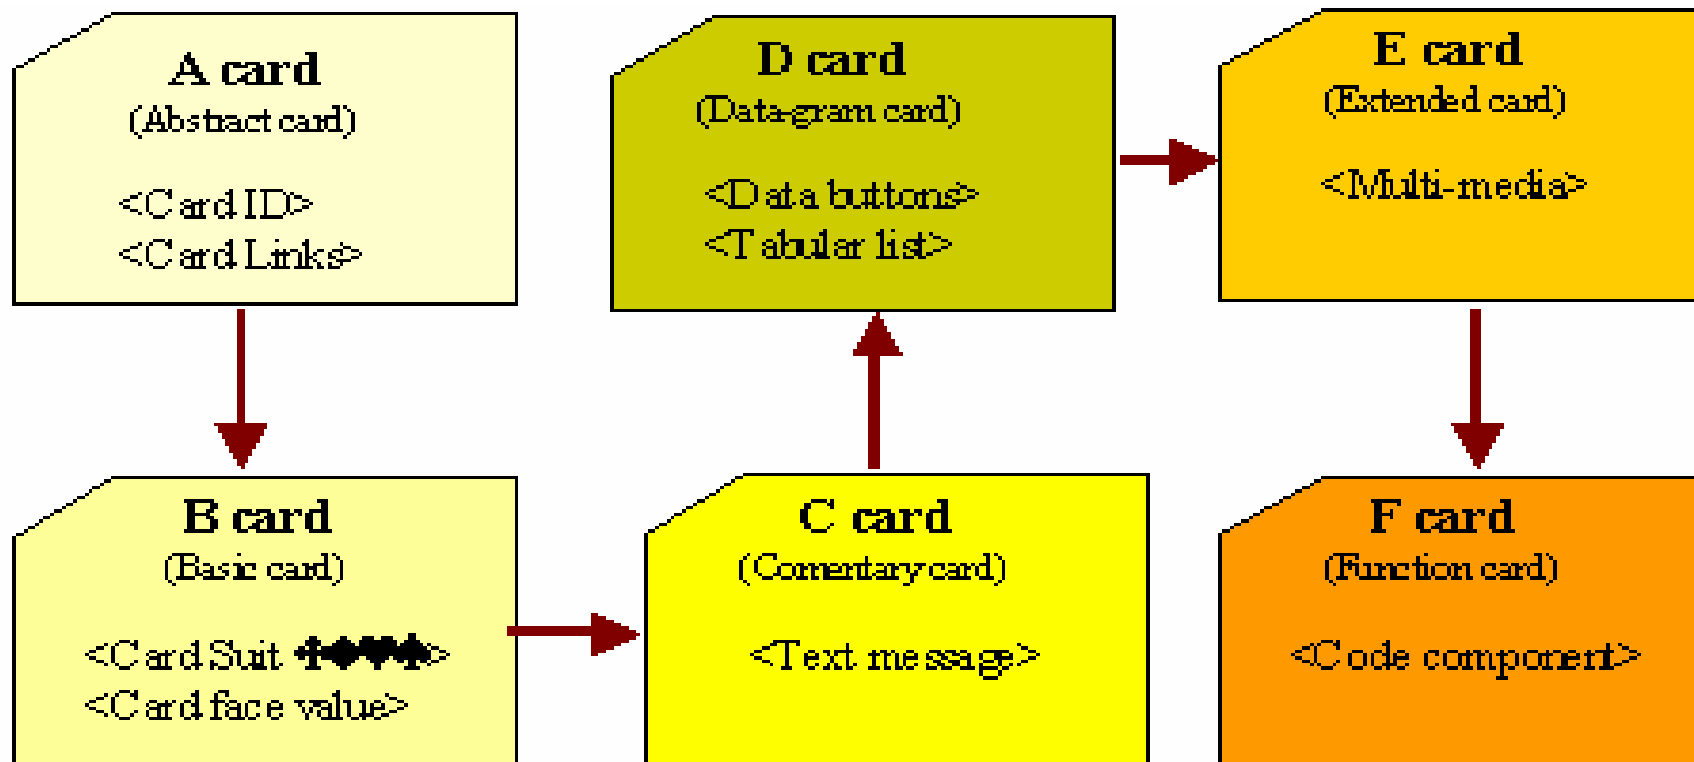 A card
(Abstract card)
<Card ID>
<Card Links>
B card
(Basic card)
<Card Suit ♣♦♥♠>
<Card face value>
C card
(Comentary card)
<Text message>
D card
(Data-gram card)
<Data buttons>
<Tabular list>
E card
(Extended card)
<Multi-media>
F card
(Function card)
<Code component>